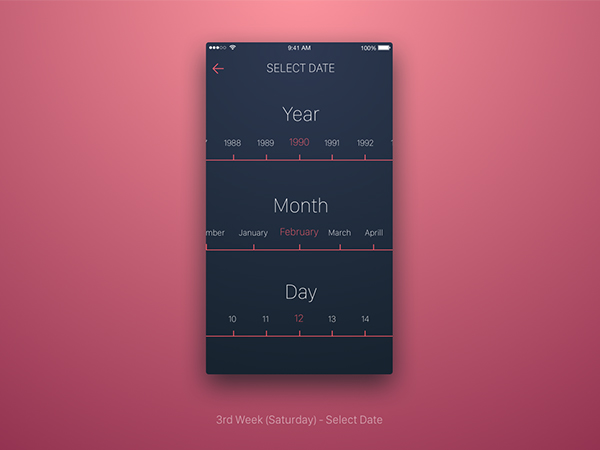 9:41 AM 100%
SELECT DATE
Year
1988 1989 1990 1991 1992
Month
mber January February March Aprill
Day
10 11 12 13 14
3rd Week (Saturday) - Select Date